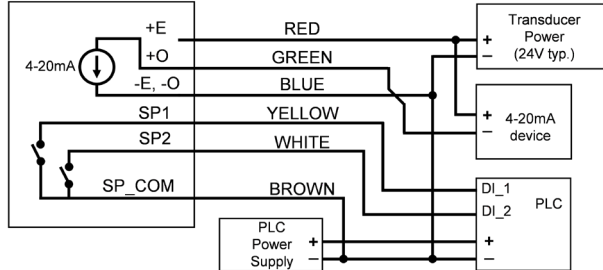 +E
RED
+O
GREEN
4-20mA
-E, -O
BLUE
SP1
YELLOW
SP2
WHITE
SP_COM
BROWN
Transducer
Power
(24V typ.)
+
−
4-20mA
device
+
−
DI_1
DI_2
PLC
+
−
PLC
Power
Supply
+
−